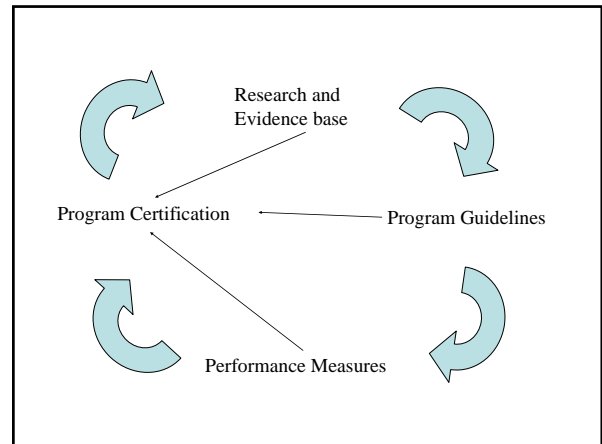 Research and
Evidence base
Program Certification
Program Guidelines
Performance Measures